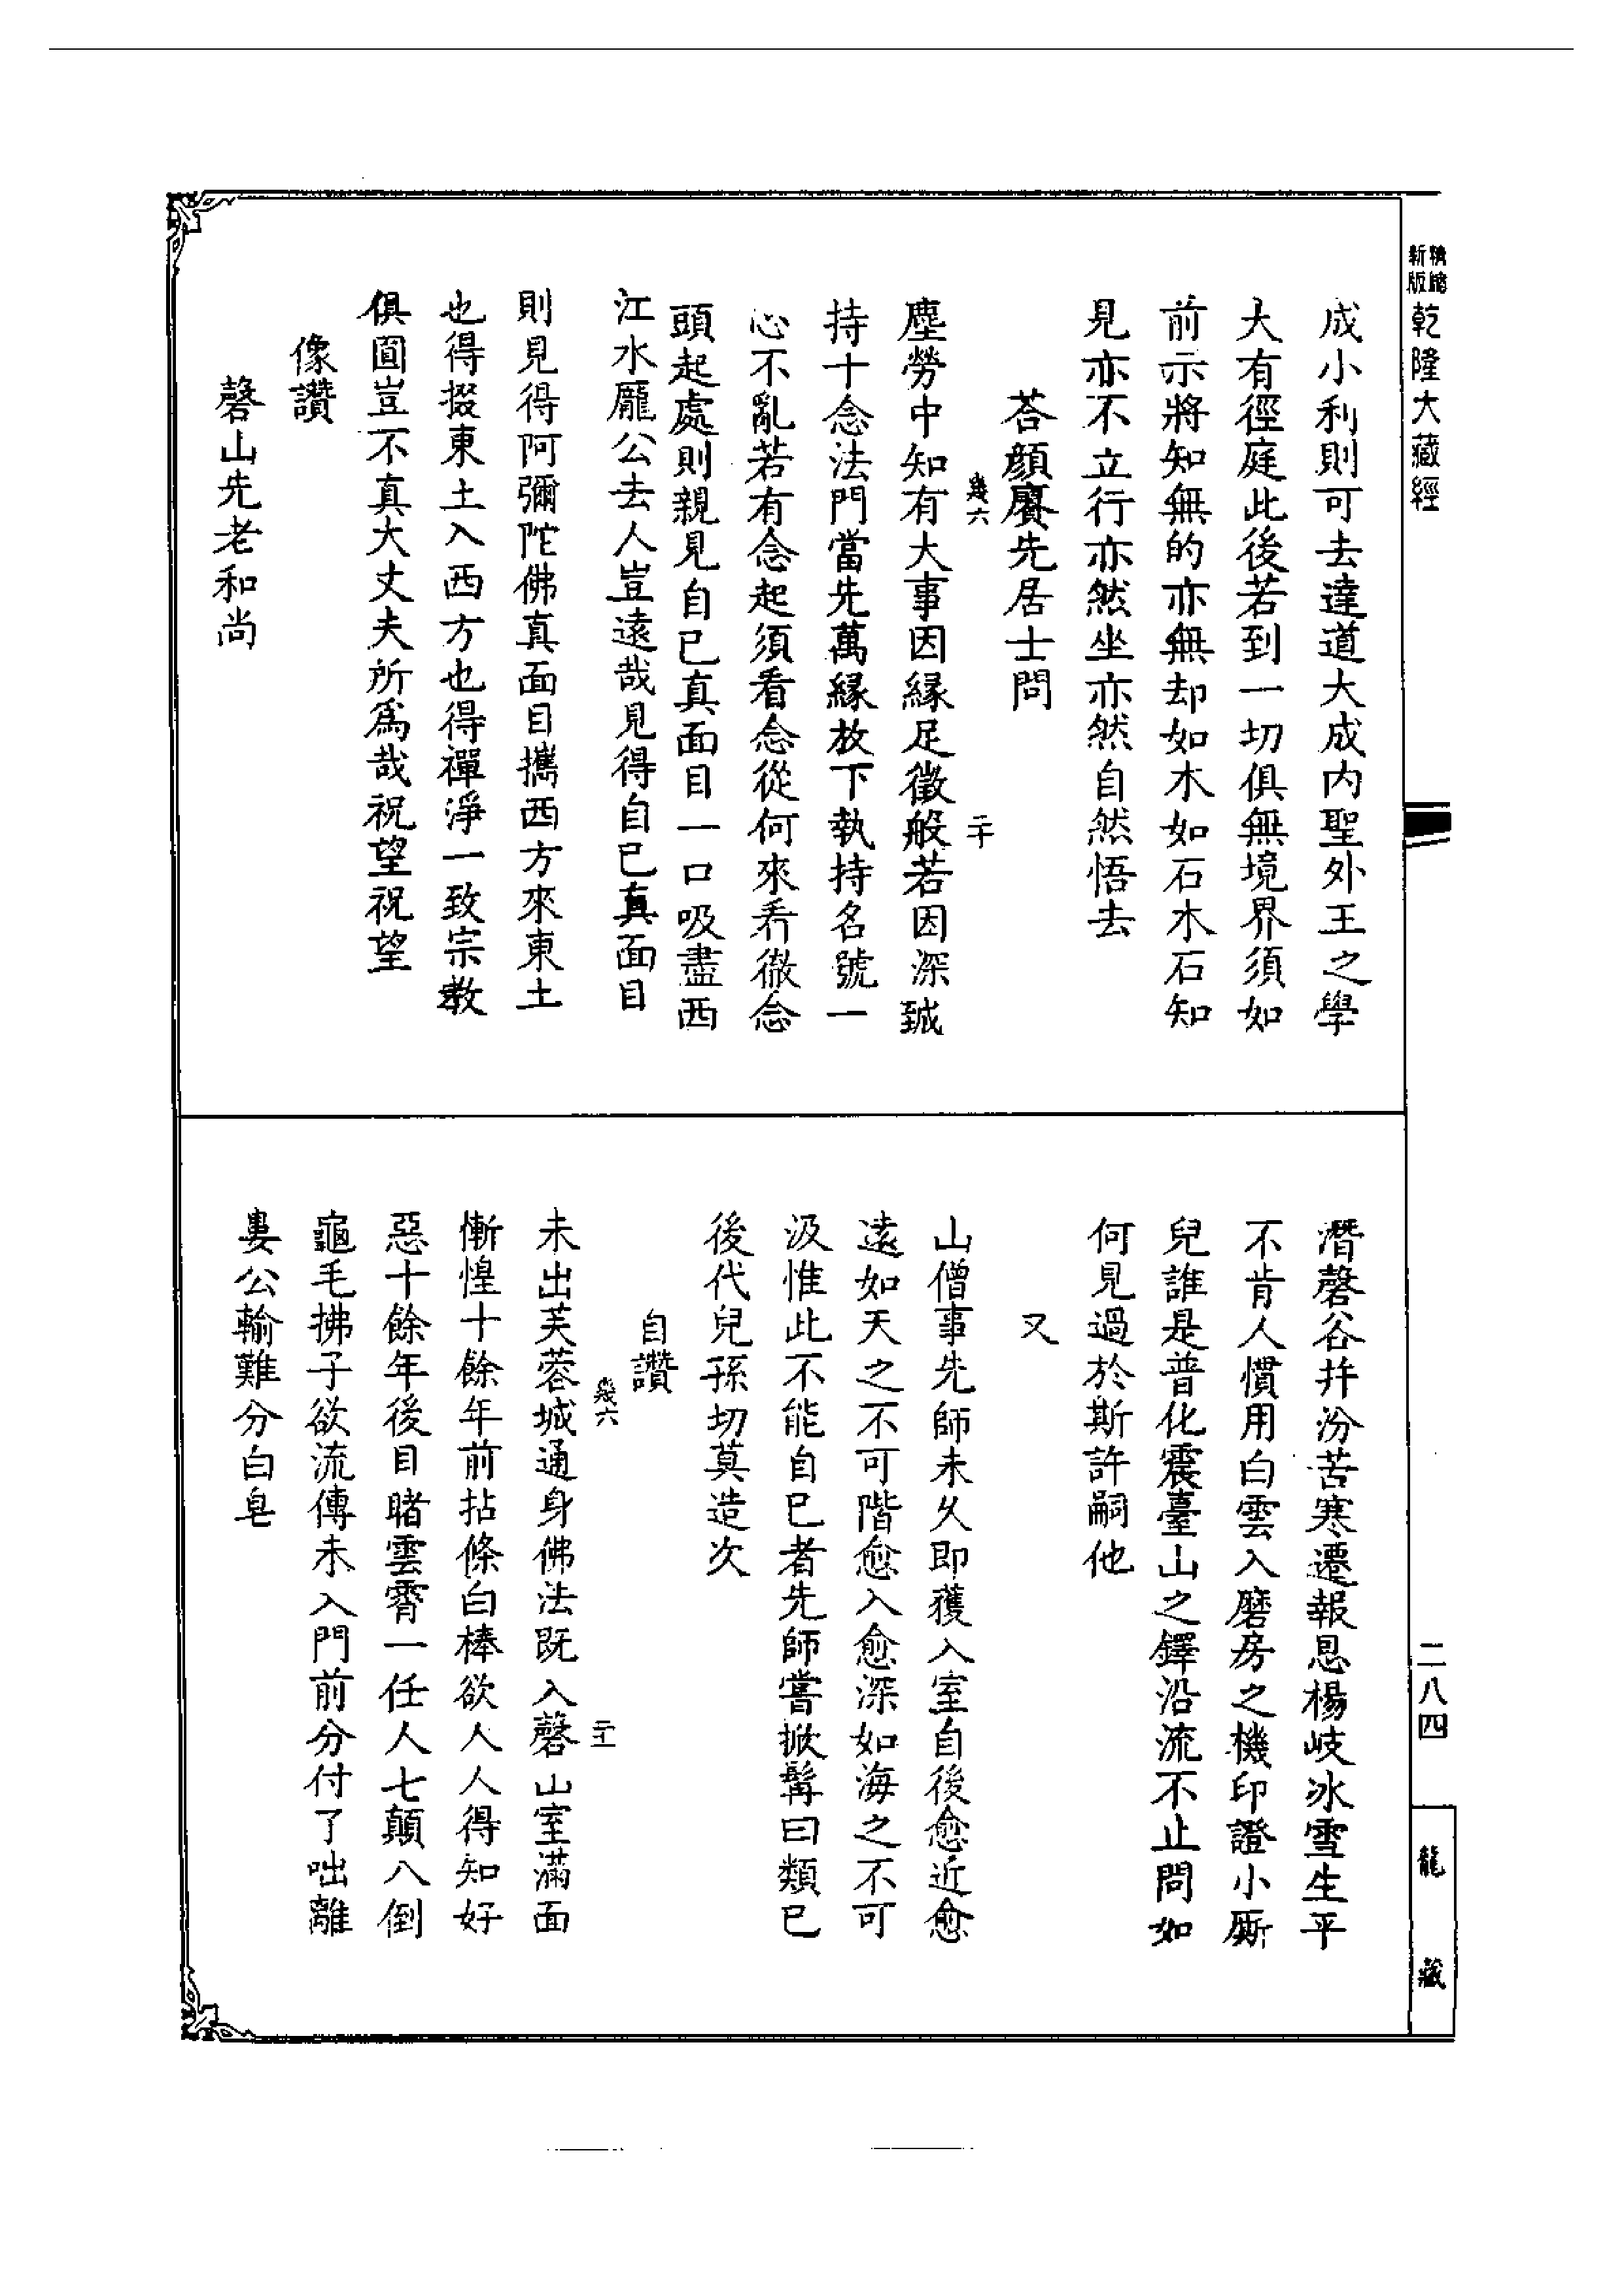 精縮
新版
乾隆大藏經
二八四
龍藏
成小利則可去達道大成内聖外王之學
大有徑庭此後若到一切俱無境界須如
前示將知無的亦無却如木如石木石知
見亦不立行亦然坐亦然自然悟去
荅顔賡先居士問
幾六
二十
塵勞中知有大事因縁足徵般若因深誠
持十念法門當先萬縁放下執持名號一
心不亂若有念起須看念從何來看徹念
頭起處則親見自已真面目一口吸盡西
江水龐公去人豈遠哉見得自已真面目
則見得阿彌陀佛真面目攜西方來東土
也得掇東土入西方也得禪淨一致宗教
俱圓豈不真大丈夫所爲哉祝望祝望
像讚
磬山先老和尚
潛磬谷幷汾苦寒遷報恩楊岐冰雪生平
不肯人慣用白雲入磨房之機印證小厮
兒誰是普化震臺山之鐸沿流不止問如
何見過於斯許嗣他
又
山僧事先師未久即獲入室自後愈近愈
遠如天之不可階愈入愈深如海之不可
汲惟此不能自已者先師嘗掀髯曰類已
後代兒孫切莫造次
自讚
幾六
二十一
未出芙蓉城通身佛法既入磬山室滿面
慚惶十餘年前拈條白棒欲人人得知好
惡十餘年後目睹雲霄一任人七顛八倒
龜毛拂子欲流傳未入門前分付了咄離
婁公輸難分白皂